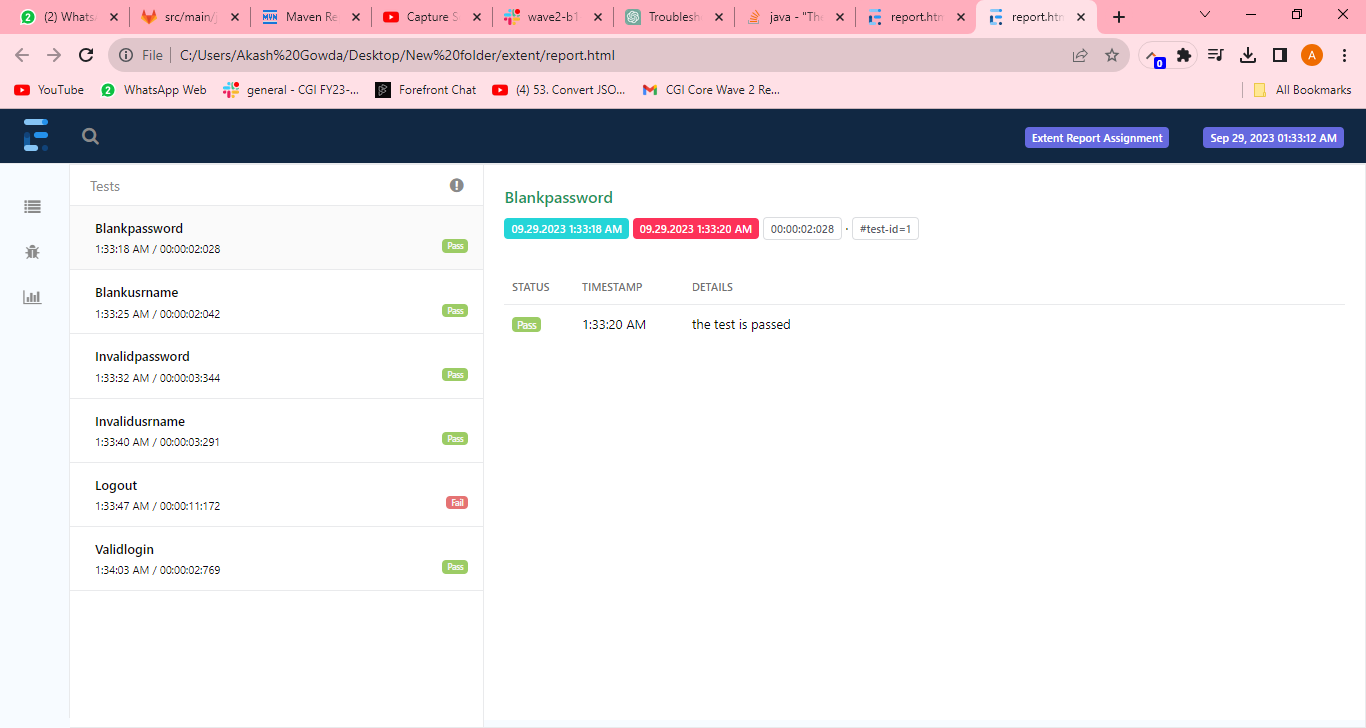 (2) Whats
src/main/j
Maven Re
Capture S
wave2-b1
Troublesh
java - "Th
report.htm
report.htm
File
C:/Users/Akash%20Gowda/Desktop/New%20folder/extent/report.html
0
A
YouTube
2
WhatsApp Web
general - CGI FY23-...
Forefront Chat
(4) 53. Convert JSO...
CGI Core Wave 2 Re...
All Bookmarks
Extent Report Assignment
Sep 29, 2023 01:33:12 AM
Tests
Blankpassword
1:33:18 AM / 00:00:02:028
Pass
Blankusrname
1:33:25 AM / 00:00:02:042
Pass
Invalidpassword
1:33:32 AM / 00:00:03:344
Pass
Invalidusrname
1:33:40 AM / 00:00:03:291
Pass
Logout
1:33:47 AM / 00:00:11:172
Fail
Validlogin
1:34:03 AM / 00:00:02:769
Pass
Blankpassword
09.29.2023 1:33:18 AM 09.29.2023 1:33:20 AM 00:00:02:028 · #test-id=1
STATUS TIMESTAMP DETAILS
Pass 1:33:20 AM the test is passed